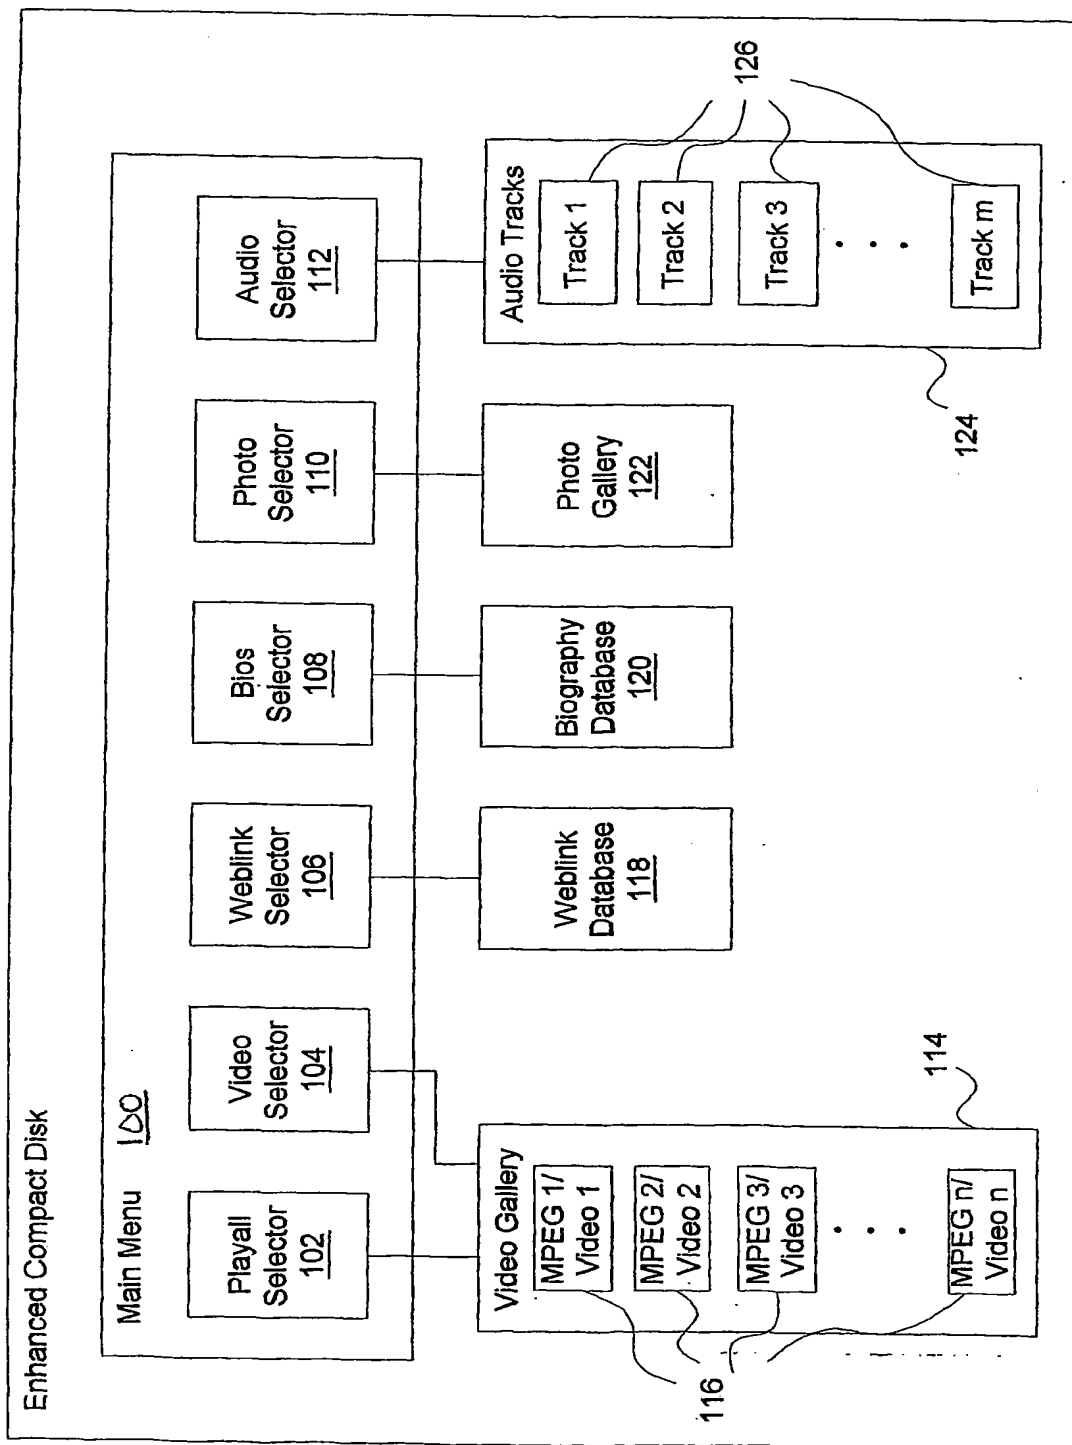 Enhanced Compact Disk
Main Menu 100
Playall
Selector
102
Video
Selector
104
Weblink
Selector
106
Bios
Selector
108
Photo
Selector
110
Audio
Selector
112
Video Gallery
MPEG 1/
Video 1
MPEG 2/
Video 2
MPEG 3/
Video 3
MPEG n/
Video n
116
114
Weblink
Database
118
Biography
Database
120
Photo
Gallery
122
Audio Tracks
Track 1
Track 2
Track 3
Track m
124
126